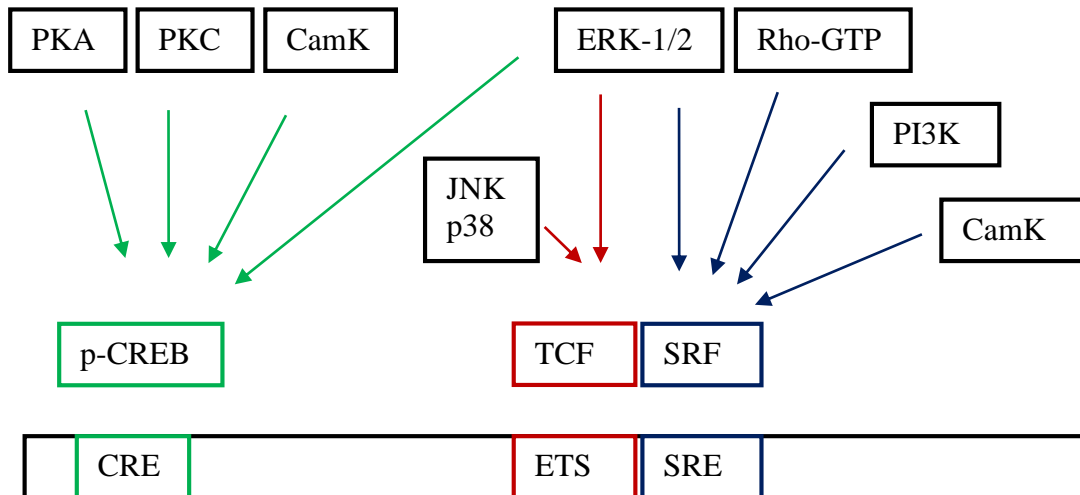 PKA
PKC
CamK
ERK-1/2
Rho-GTP
PI3K
JNK
p38
CamK
p-CREB
TCF
SRF
CRE
ETS
SRE